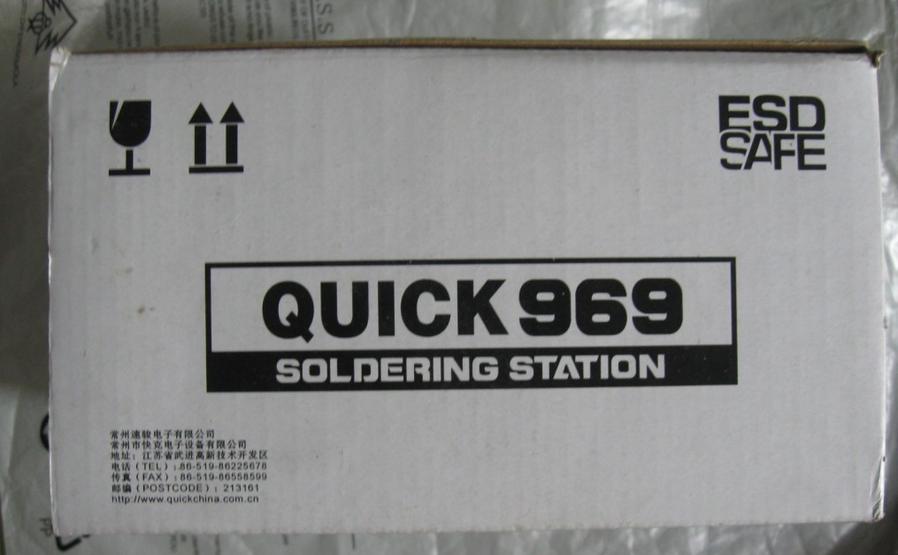 ESD
SAFE
QUICK 969
SOLDERING STATION
常州速骏电子有限公司
常州市快克电子设备有限公司
地址：江苏省武进高新技术开发区
电话（TEL）：86-519-86225678
传真（FAX）：86-519-86558599
邮编（POSTCODE）：213161
http://www.quickchina.com.cn